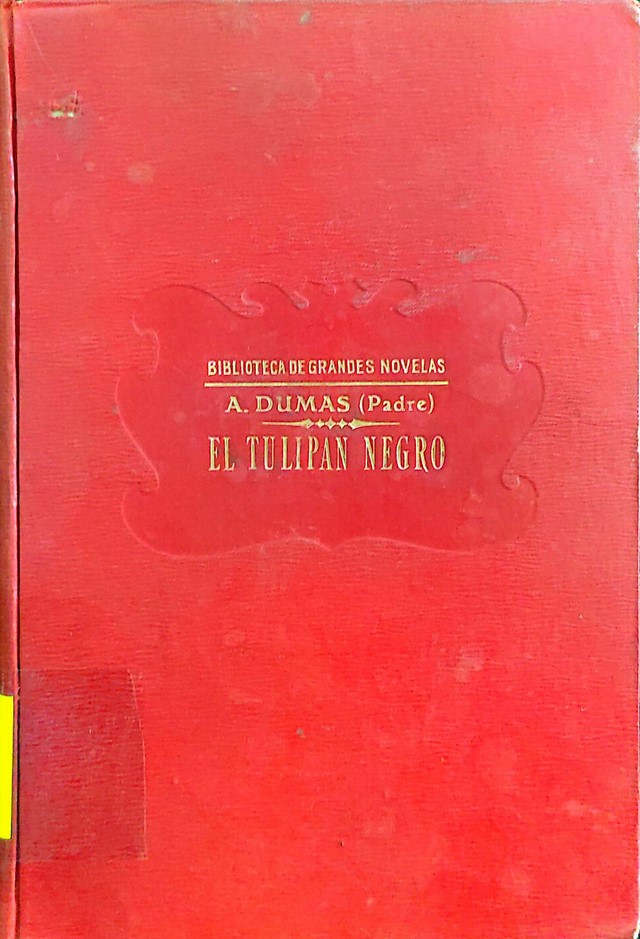 BIBLIOTECA DE GRANDES NOVELAS
A. DUMAS (Padre)
EL TULIPAN NEGRO